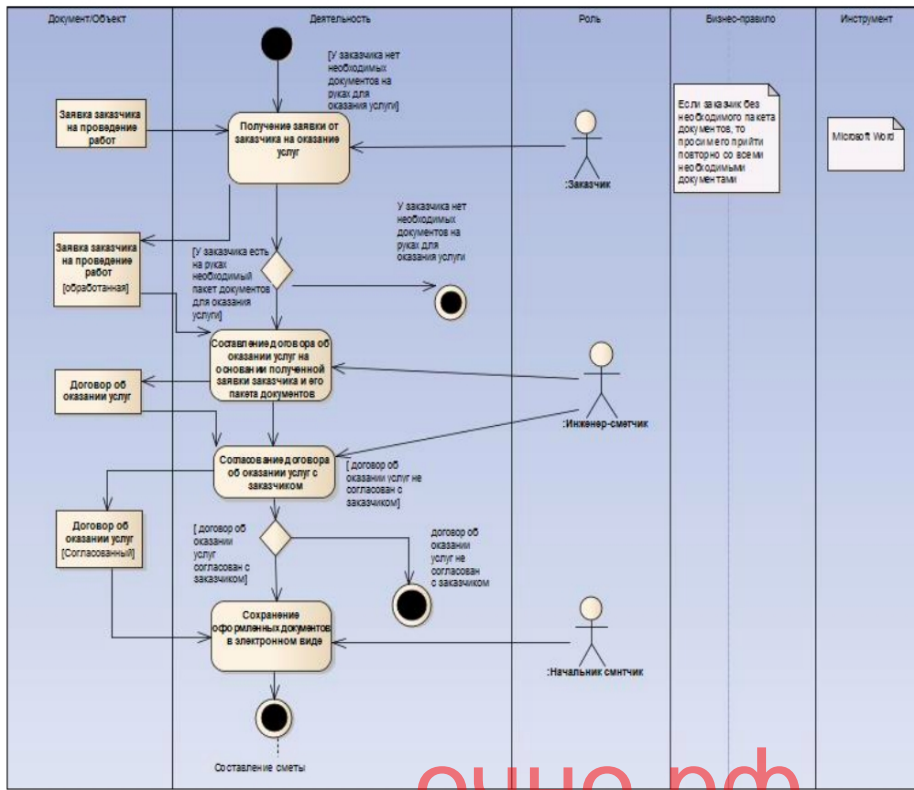 Документ/Объект
Деятельность
Роль
Бизнес-правило
Инструмент
[У заказчика нет
необходимых
документов на
руках для
оказания услуги]
Заявка заказчика
на проведение
работ
Получение заявки от
заказчика на оказание
услуг
:Заказчик
Если заказчик без
необходимого пакета
документов, то
просим его прийти
повторно со всеми
необходимыми
документами
Microsoft Word
У заказчика нет
необходимых
документов на
руках для
оказания услуги
Заявка заказчика
на проведение
работ
[обработанная]
[У заказчика есть
на руках
необходимый
пакет документов
для оказания
услуги]
Составление договора об
оказании услуг на
основании полученной
заявки заказчика и его
пакета документов
Договор об
оказании услуг
:Инженер-сметчик
Согласование договора
об оказании услуг с
заказчиком
[ договор об
оказании услуг не
согласован с
заказчиком]
Договор об
оказании услуг
[Согласованный]
[ договор об
оказании
услуг
согласован с
заказчиком]
договор об
оказании
услуг не
согласован
с заказчиком
Сохранение
оформленных документов
в электронном виде
:Начальник смнтчик
Составление сметы